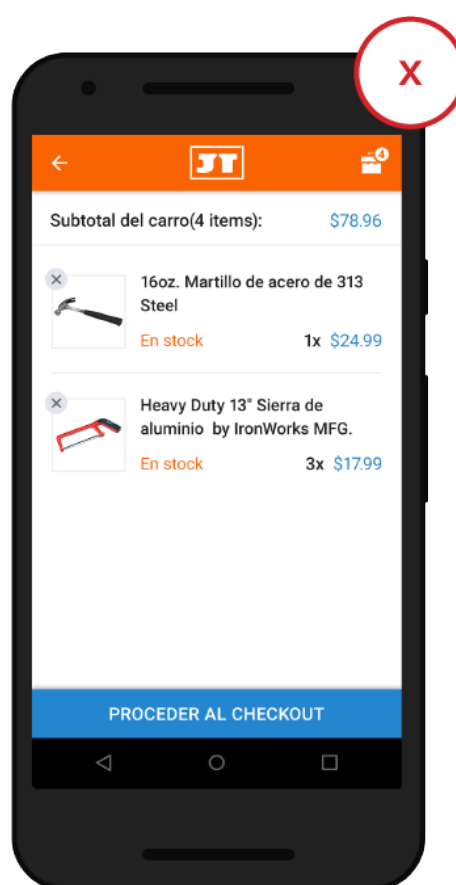 X
JT
4
Subtotal del carro(4 items): $78.96
16oz. Martillo de acero de 313
Steel
En stock 1x $24.99
Heavy Duty 13" Sierra de
aluminio by IronWorks MFG.
En stock 3x $17.99
PROCEDER AL CHECKOUT